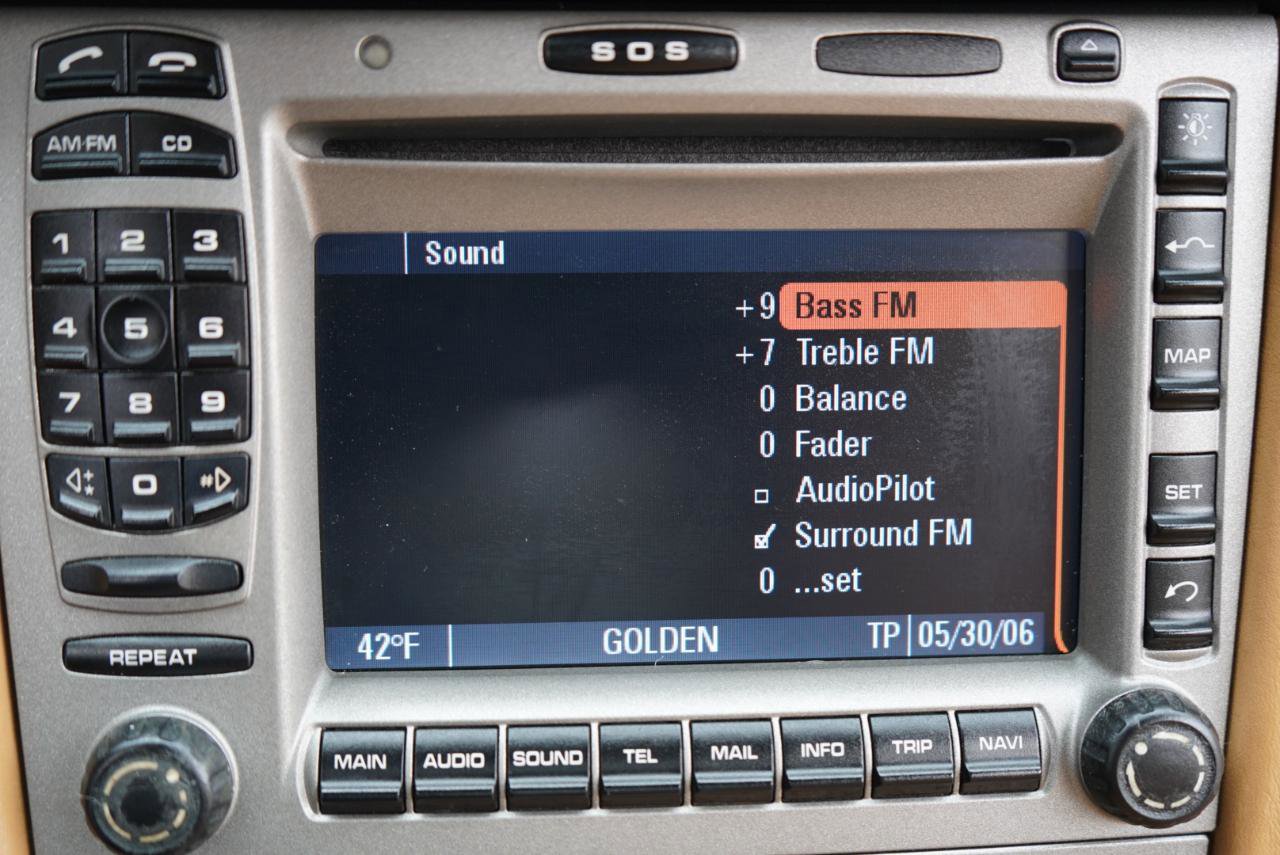 SOS
AM·FM CD
1 2 3
4 5 6
7 8 9
+* 0 #
REPEAT
Sound
+9 Bass FM
+7 Treble FM
0 Balance
0 Fader
AudioPilot
Surround FM
0 ...set
42°F GOLDEN TP 05/30/06
MAP
SET
MAIN AUDIO SOUND TEL MAIL INFO TRIP NAVI